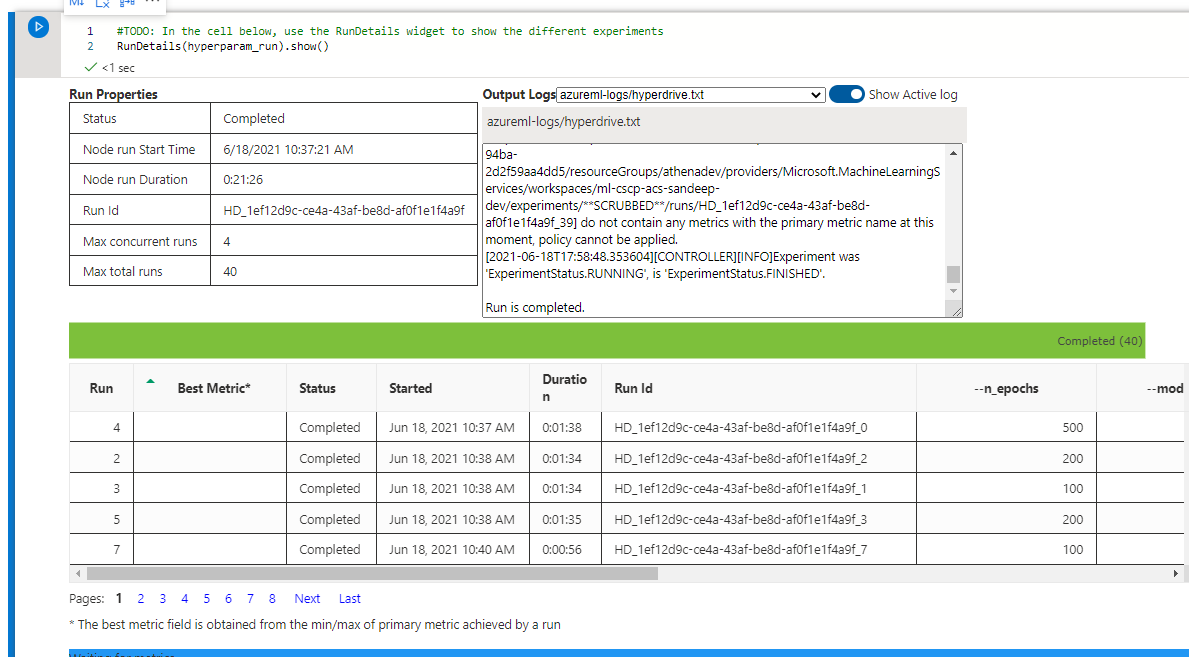 M↓
1 #TODO: In the cell below, use the RunDetails widget to show the different experiments
2 RunDetails(hyperparam_run).show()
<1 sec
Run Properties
Status Completed
Node run Start Time 6/18/2021 10:37:21 AM
Node run Duration 0:21:26
Run Id HD_1ef12d9c-ce4a-43af-be8d-af0f1e1f4a9f
Max concurrent runs 4
Max total runs 40
Output Logs azureml-logs/hyperdrive.txt Show Active log
azureml-logs/hyperdrive.txt
94ba-
2d2f59aa4dd5/resourceGroups/athenadev/providers/Microsoft.MachineLearningS
ervices/workspaces/ml-cscp-acs-sandeep-
dev/experiments/**SCRUBBED**/runs/HD_1ef12d9c-ce4a-43af-be8d-
af0f1e1f4a9f_39] do not contain any metrics with the primary metric name at this
moment, policy cannot be applied.
[2021-06-18T17:58:48.353604][CONTROLLER][INFO]Experiment was
'ExperimentStatus.RUNNING', is 'ExperimentStatus.FINISHED'.
Run is completed.
Completed (40)
Run Best Metric* Status Started Duratio
n Run Id --n_epochs --mod
4 Completed Jun 18, 2021 10:37 AM 0:01:38 HD_1ef12d9c-ce4a-43af-be8d-af0f1e1f4a9f_0 500
2 Completed Jun 18, 2021 10:38 AM 0:01:34 HD_1ef12d9c-ce4a-43af-be8d-af0f1e1f4a9f_2 200
3 Completed Jun 18, 2021 10:38 AM 0:01:34 HD_1ef12d9c-ce4a-43af-be8d-af0f1e1f4a9f_1 100
5 Completed Jun 18, 2021 10:38 AM 0:01:35 HD_1ef12d9c-ce4a-43af-be8d-af0f1e1f4a9f_3 200
7 Completed Jun 18, 2021 10:40 AM 0:00:56 HD_1ef12d9c-ce4a-43af-be8d-af0f1e1f4a9f_7 100
Pages: 1 2 3 4 5 6 7 8 Next Last
* The best metric field is obtained from the min/max of primary metric achieved by a run
Waiting for metrics